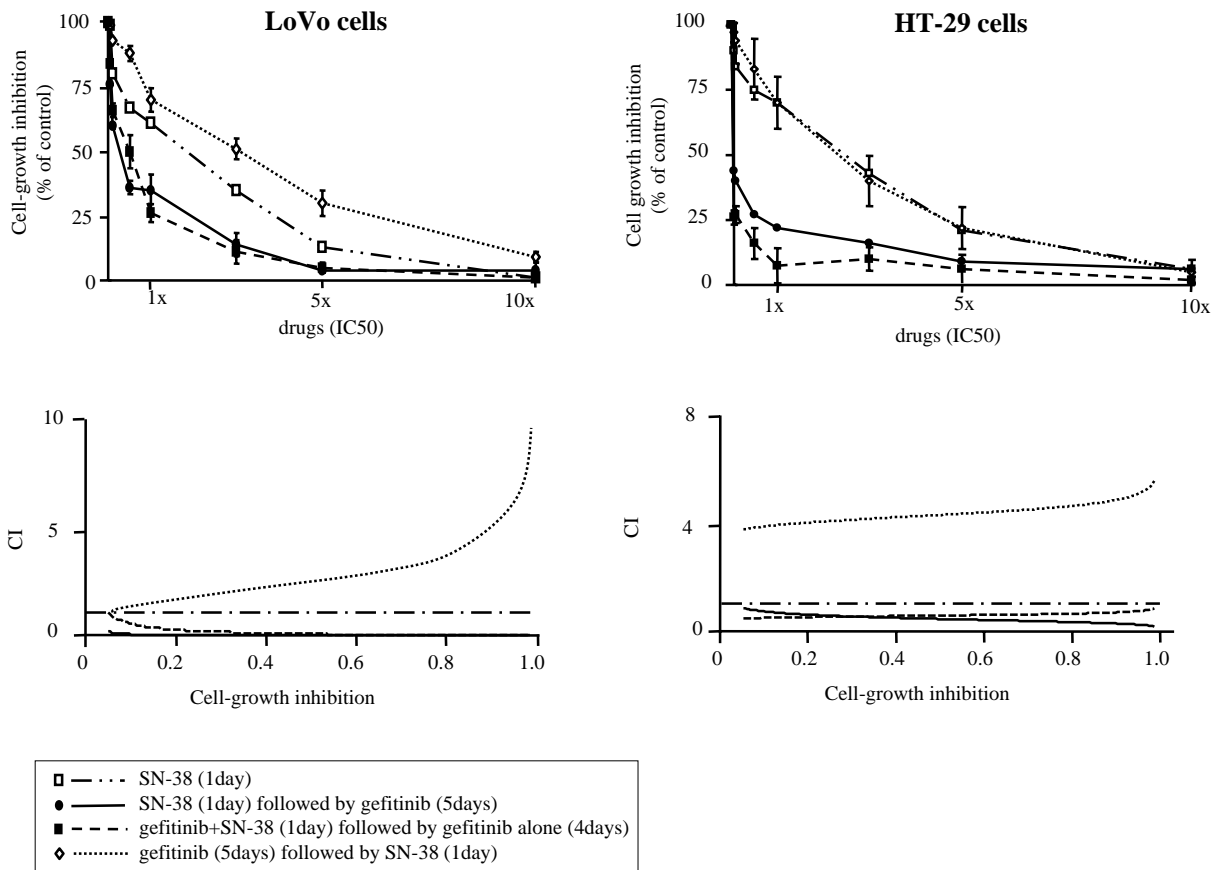 LoVo cells
Cell-growth inhibition
(% of control)
100
75
50
25
0
1x
5x
10x
drugs (IC50)
HT-29 cells
Cell growth inhibition
(% of control)
100
75
50
25
0
1x
5x
10x
drugs (IC50)
CI
10
5
0
0
0.2
0.4
0.6
0.8
1.0
Cell-growth inhibition
CI
8
4
0
0
0.2
0.4
0.6
0.8
1.0
Cell-growth inhibition
SN-38 (1day)
SN-38 (1day) followed by gefitinib (5days)
gefitinib+SN-38 (1day) followed by gefitinib alone (4days)
gefitinib (5days) followed by SN-38 (1day)